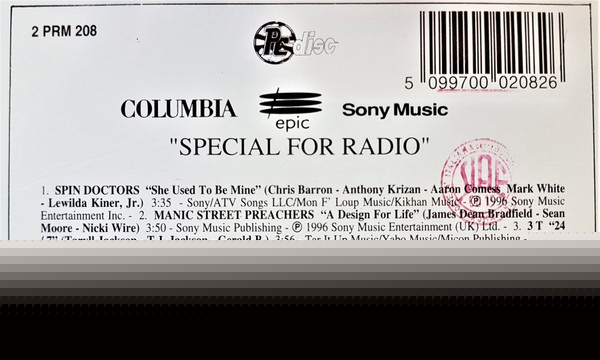 2 PRM 208
PC disc
5 099700 020826
COLUMBIA
epic
Sony Music
"SPECIAL FOR RADIO"
1. SPIN DOCTORS “She Used To Be Mine” (Chris Barron - Anthony Krizan - Aaron Comess, Mark White
- Lewilda Kiner, Jr.) 3:35 - Sony/ATV Songs LLC/Mon F' Loup Music/Kikhan Music - ℗ 1996 Sony Music
Entertainment Inc. - 2. MANIC STREET PREACHERS “A Design For Life” (James Dean Bradfield - Sean
Moore - Nicki Wire) 3:50 - Sony Music Publishing - ℗ 1996 Sony Music Entertainment (UK) Ltd. - 3. 3 T “24